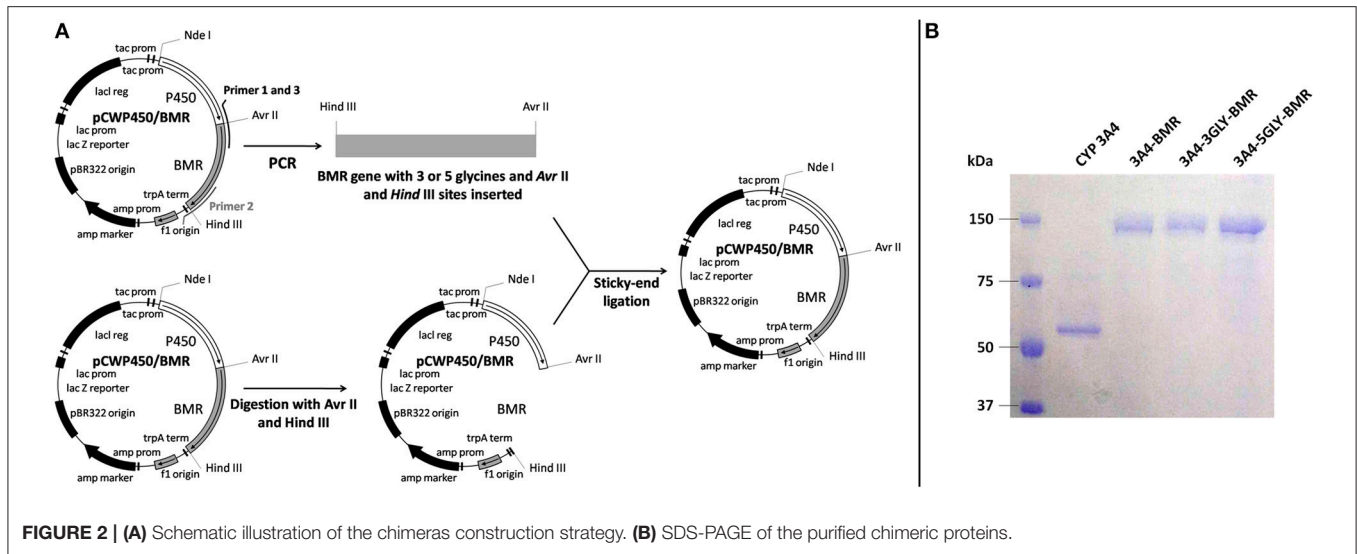 A
Nde I
tac prom
tac prom
lacI reg
P450
pCWP450/BMR
Primer 1 and 3
Avr II
lac prom
lac Z reporter
BMR
pBR322 origin
trpA term
Primer 2
amp prom
Hind III
f1 origin
amp marker
PCR
Hind III
Avr II
BMR gene with 3 or 5 glycines and Avr II
and Hind III sites inserted
Nde I
tac prom
tac prom
lacI reg
P450
pCWP450/BMR
Avr II
lac prom
lac Z reporter
BMR
pBR322 origin
trpA term
amp prom
Hind III
f1 origin
amp marker
Digestion with Avr II
and Hind III
Nde I
tac prom
tac prom
lacI reg
P450
pCWP450/BMR
Avr II
lac prom
lac Z reporter
BMR
pBR322 origin
trpA term
amp prom
Hind III
f1 origin
amp marker
Sticky-end
ligation
Nde I
tac prom
tac prom
lacI reg
P450
pCWP450/BMR
Avr II
lac prom
lac Z reporter
BMR
pBR322 origin
trpA term
amp prom
Hind III
f1 origin
amp marker
B
CYP 3A4
3A4-BMR
3A4-3GLY-BMR
3A4-5GLY-BMR
kDa
150
75
50
37
FIGURE 2 | (A) Schematic illustration of the chimeras construction strategy. (B) SDS-PAGE of the purified chimeric proteins.